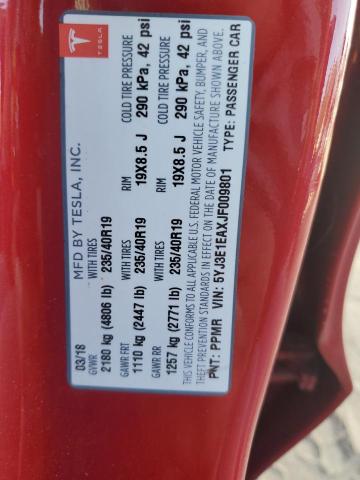 TESLA
MFD BY TESLA, INC.
03/18
GVWR WITH TIRES RIM COLD TIRE PRESSURE
2180 kg (4806 lb) 235/40R19 19X8.5 J 290 kPa, 42 psi
GAWR FRT WITH TIRES RIM COLD TIRE PRESSURE
1110 kg (2447 lb) 235/40R19 19X8.5 J 290 kPa, 42 psi
GAWR RR
1257 kg (2771 lb) 235/40R19
THIS VEHICLE CONFORMS TO ALL APPLICABLE U.S. FEDERAL MOTOR VEHICLE SAFETY, BUMPER, AND
THEFT PREVENTION STANDARDS IN EFFECT ON THE DATE OF MANUFACTURE SHOWN ABOVE.
PNT: PPMR VIN: 5YJ3E1EAXJF009801 TYPE: PASSENGER CAR